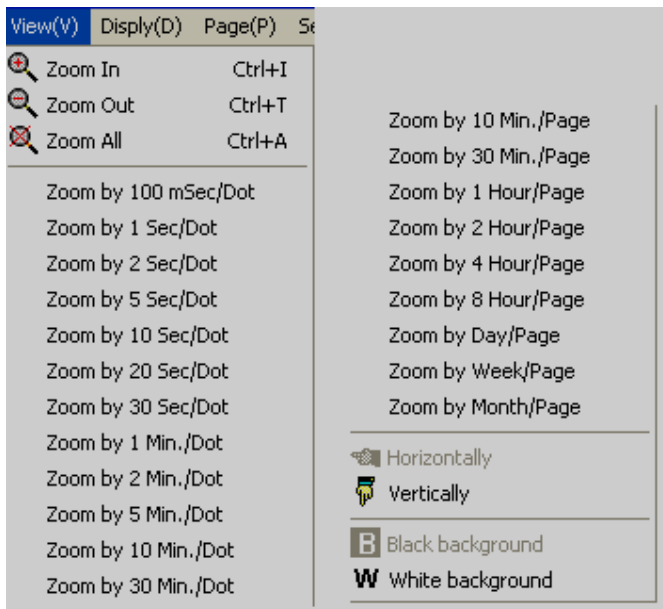 View(V) Disply(D) Page(P) Se
Zoom In Ctrl+I
Zoom Out Ctrl+T
Zoom All Ctrl+A
Zoom by 100 mSec/Dot
Zoom by 1 Sec/Dot
Zoom by 2 Sec/Dot
Zoom by 5 Sec/Dot
Zoom by 10 Sec/Dot
Zoom by 20 Sec/Dot
Zoom by 30 Sec/Dot
Zoom by 1 Min./Dot
Zoom by 2 Min./Dot
Zoom by 5 Min./Dot
Zoom by 10 Min./Dot
Zoom by 30 Min./Dot
Zoom by 10 Min./Page
Zoom by 30 Min./Page
Zoom by 1 Hour/Page
Zoom by 2 Hour/Page
Zoom by 4 Hour/Page
Zoom by 8 Hour/Page
Zoom by Day/Page
Zoom by Week/Page
Zoom by Month/Page
Horizontally
Vertically
B Black background
W White background